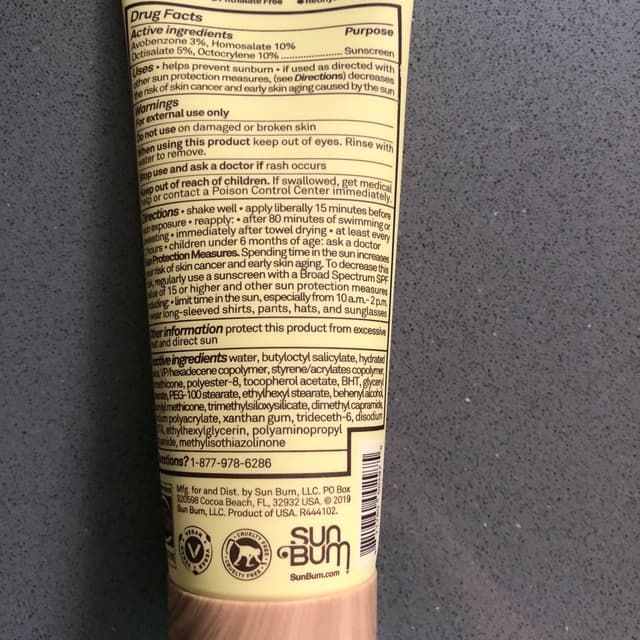 Phthalate Free
Drug Facts
Active ingredients Purpose
Avobenzone 3%, Homosalate 10%
Octisalate 5%, Octocrylene 10% ........................ Sunscreen
Uses • helps prevent sunburn • if used as directed with
other sun protection measures, (see Directions) decreases
the risk of skin cancer and early skin aging caused by the sun
Warnings
For external use only
Do not use on damaged or broken skin
When using this product keep out of eyes. Rinse with
water to remove.
Stop use and ask a doctor if rash occurs
Keep out of reach of children. If swallowed, get medical
help or contact a Poison Control Center immediately.
Directions • shake well • apply liberally 15 minutes before
sun exposure • reapply: • after 80 minutes of swimming or
sweating • immediately after towel drying • at least every
hours • children under 6 months of age: ask a doctor
Sun Protection Measures. Spending time in the sun increases
risk of skin cancer and early skin aging. To decrease this
regularly use a sunscreen with a Broad Spectrum SPF
value of 15 or higher and other sun protection measures
• limit time in the sun, especially from 10 a.m.- 2 p.m.
wear long-sleeved shirts, pants, hats, and sunglasses
Other information protect this product from excessive
heat and direct sun
ingredients water, butyloctyl salicylate, hydrated
VP/hexadecene copolymer, styrene/acrylates copolymer,
polyester-8, tocopherol acetate, BHT, glyceryl
PEG-100 stearate, ethylhexyl stearate, behenyl alcohol,
methicone, trimethylsiloxysilicate, dimethyl capramide,
polyacrylate, xanthan gum, trideceth-6, disodium
ethylhexylglycerin, polyaminopropyl
methylisothiazolinone
Questions? 1-877-978-6286
Mfg. for and Dist. by Sun Bum, LLC. PO Box
320598 Cocoa Beach, FL, 32932 USA. © 2019
Sun Bum, LLC. Product of USA. R444102.
VEGAN
CRUELTY FREE
CRUELTY FREE
SUN
BUM
SunBum.com